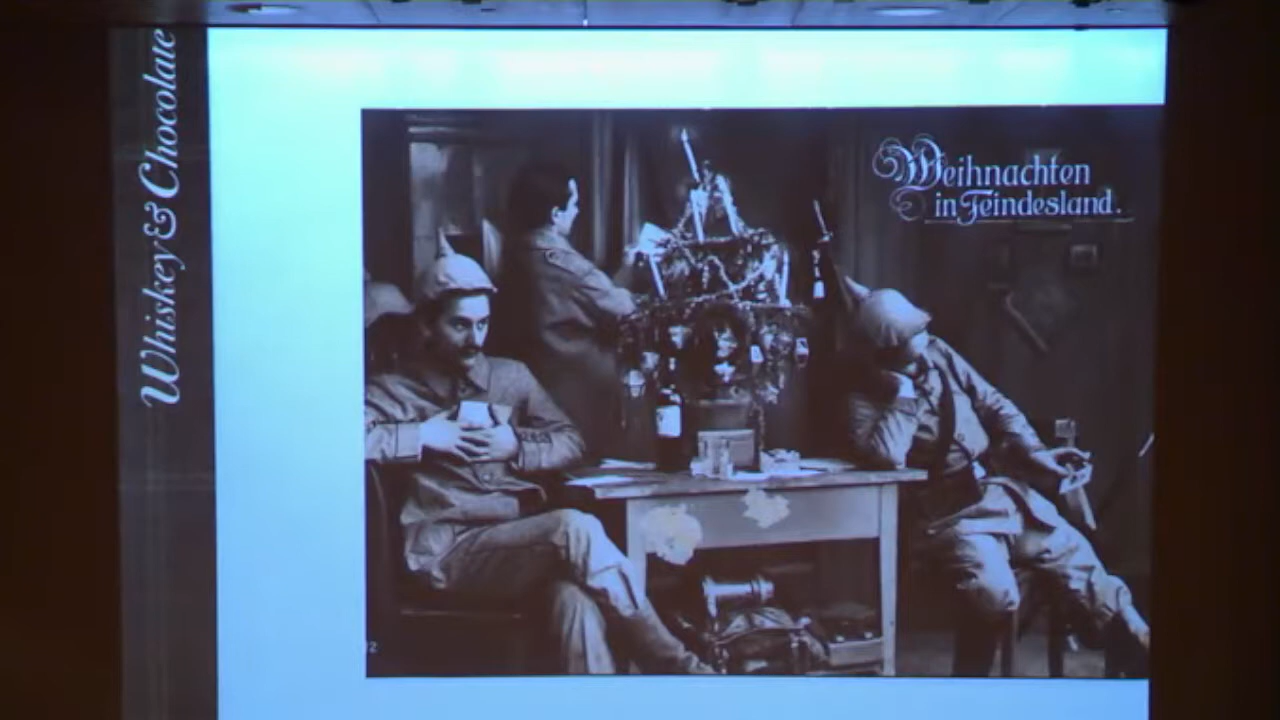 Whiskey & Chocolate
Weihnachten
in Feindesland.